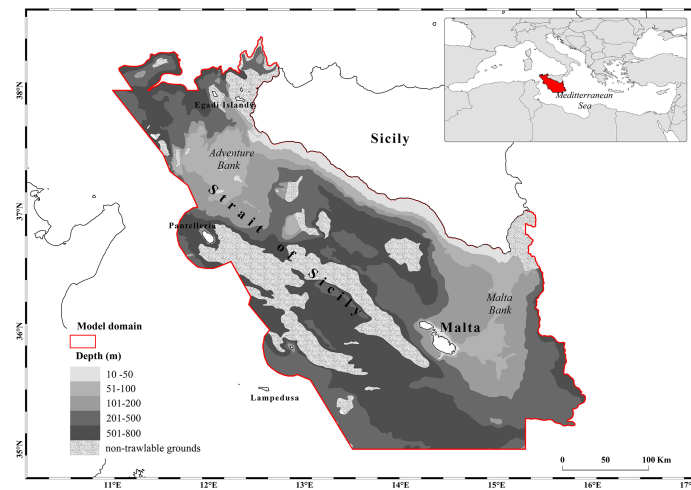 Mediterranean
Sea
Sicily
Egadi Islands
Adventure
Bank
Strait of Sicily
Pantelleria
Malta
Bank
Malta
Lampedusa
Model domain
Depth (m)
10 -50
51-100
101-200
201-500
501-800
non-trawlable grounds
38°N
37°N
36°N
35°N
0 50 100 Km
11°E 12°E 13°E 14°E 15°E 16°E 17°